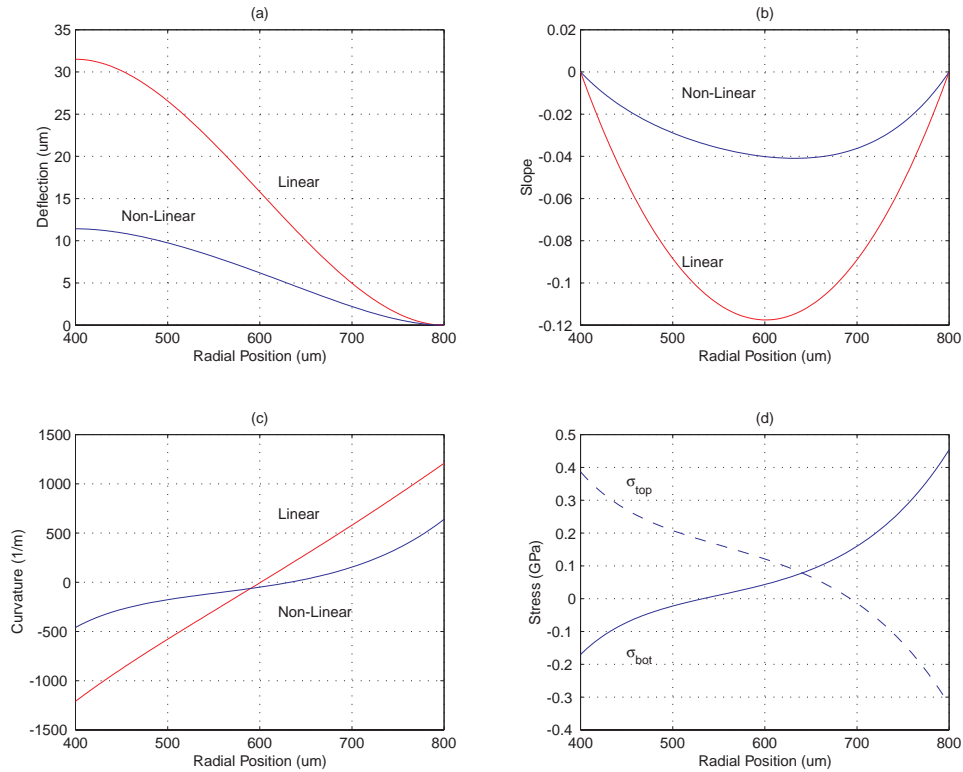 (a)
35
30
25
20
15
10
5
0
Deflection (um)
Linear
Non-Linear
400
500
600
700
800
Radial Position (um)
(b)
0.02
0
-0.02
-0.04
-0.06
-0.08
-0.1
-0.12
Slope
Non-Linear
Linear
400
500
600
700
800
Radial Position (um)
(c)
1500
1000
500
0
-500
-1000
-1500
Curvature (1/m)
Linear
Non-Linear
400
500
600
700
800
Radial Position (um)
(d)
0.5
0.4
0.3
0.2
0.1
0
-0.1
-0.2
-0.3
-0.4
Stress (GPa)
σtop
σbot
400
500
600
700
800
Radial Position (um)